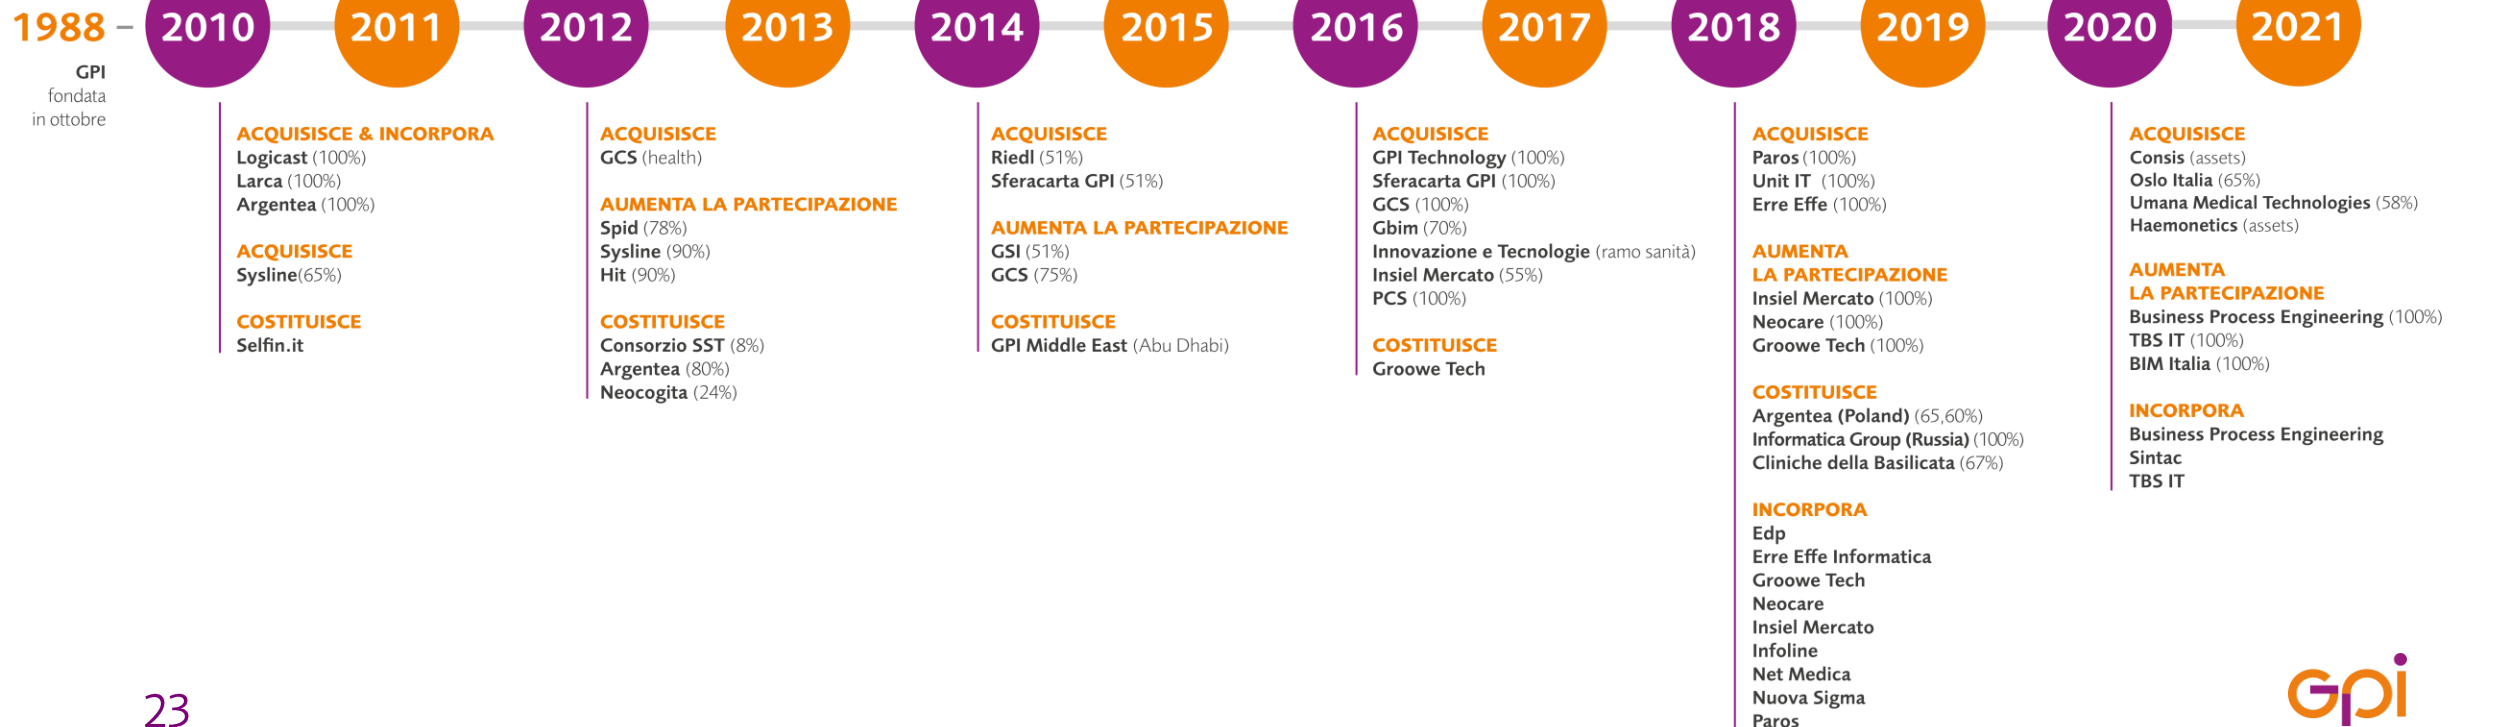 1988
GPI
fondata
in ottobre
2010
2011
2012
2013
2014
2015
2016
2017
2018
2019
2020
2021
ACQUISISCE & INCORPORA
Logicast (100%)
Larca (100%)
Argentea (100%)
ACQUISISCE
Sysline(65%)
COSTITUISCE
Selfin.it
ACQUISISCE
GCS (health)
AUMENTA LA PARTECIPAZIONE
Spid (78%)
Sysline (90%)
Hit (90%)
COSTITUISCE
Consorzio SST (8%)
Argentea (80%)
Neocogita (24%)
ACQUISISCE
Riedl (51%)
Sferacarta GPI (51%)
AUMENTA LA PARTECIPAZIONE
GSI (51%)
GCS (75%)
COSTITUISCE
GPI Middle East (Abu Dhabi)
ACQUISISCE
GPI Technology (100%)
Sferacarta GPI (100%)
GCS (100%)
Gbim (70%)
Innovazione e Tecnologie (ramo sanità)
Insiel Mercato (55%)
PCS (100%)
COSTITUISCE
Groowe Tech
ACQUISISCE
Paros (100%)
Unit IT (100%)
Erre Effe (100%)
AUMENTA
LA PARTECIPAZIONE
Insiel Mercato (100%)
Neocare (100%)
Groowe Tech (100%)
COSTITUISCE
Argentea (Poland) (65,60%)
Informatica Group (Russia) (100%)
Cliniche della Basilicata (67%)
INCORPORA
Edp
Erre Effe Informatica
Groowe Tech
Neocare
Insiel Mercato
Infoline
Net Medica
Nuova Sigma
Paros
ACQUISISCE
Consis (assets)
Oslo Italia (65%)
Umana Medical Technologies (58%)
Haemonetics (assets)
AUMENTA
LA PARTECIPAZIONE
Business Process Engineering (100%)
TBS IT (100%)
BIM Italia (100%)
INCORPORA
Business Process Engineering
Sintac
TBS IT
23
Gpi